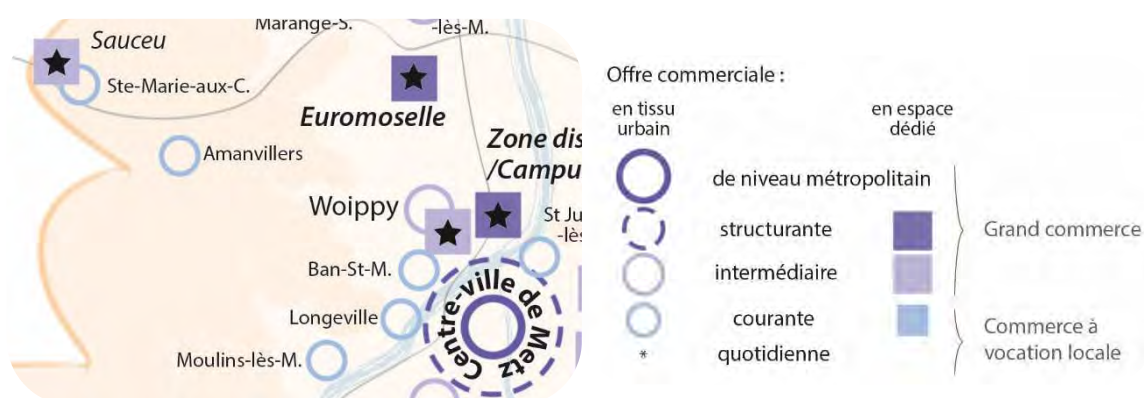 Marange-S.
-lès-M.
Sauceu
Ste-Marie-aux-C.
Euromoselle
Zone dis
/Campu
Amanvillers
Woippy
St Ju
-lès
Ban-St-M.
Longeville
Centre-ville de Metz
Moulins-lès-M.
Offre commerciale :
en tissu
urbain
en espace
dédié
de niveau métropolitain
structurante
Grand commerce
intermédiaire
courante
Commerce à
vocation locale
* quotidienne